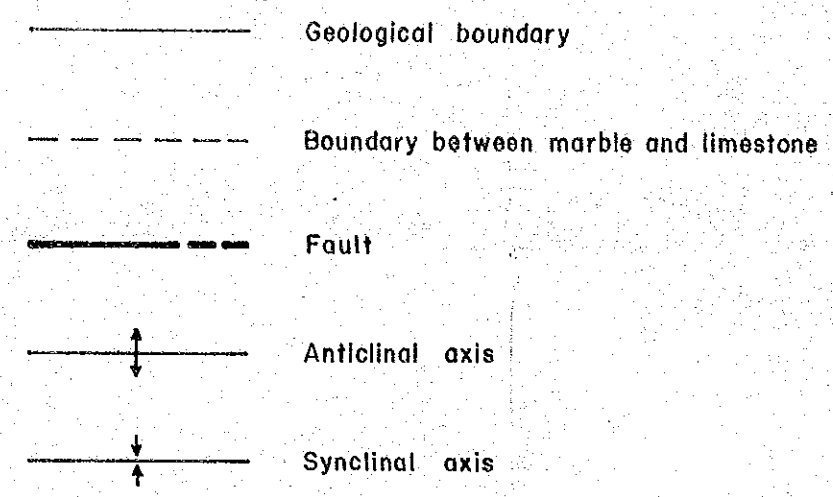 Geological boundary
Boundary between marble and limestone
Fault
Anticlinal axis
Synclinal axis